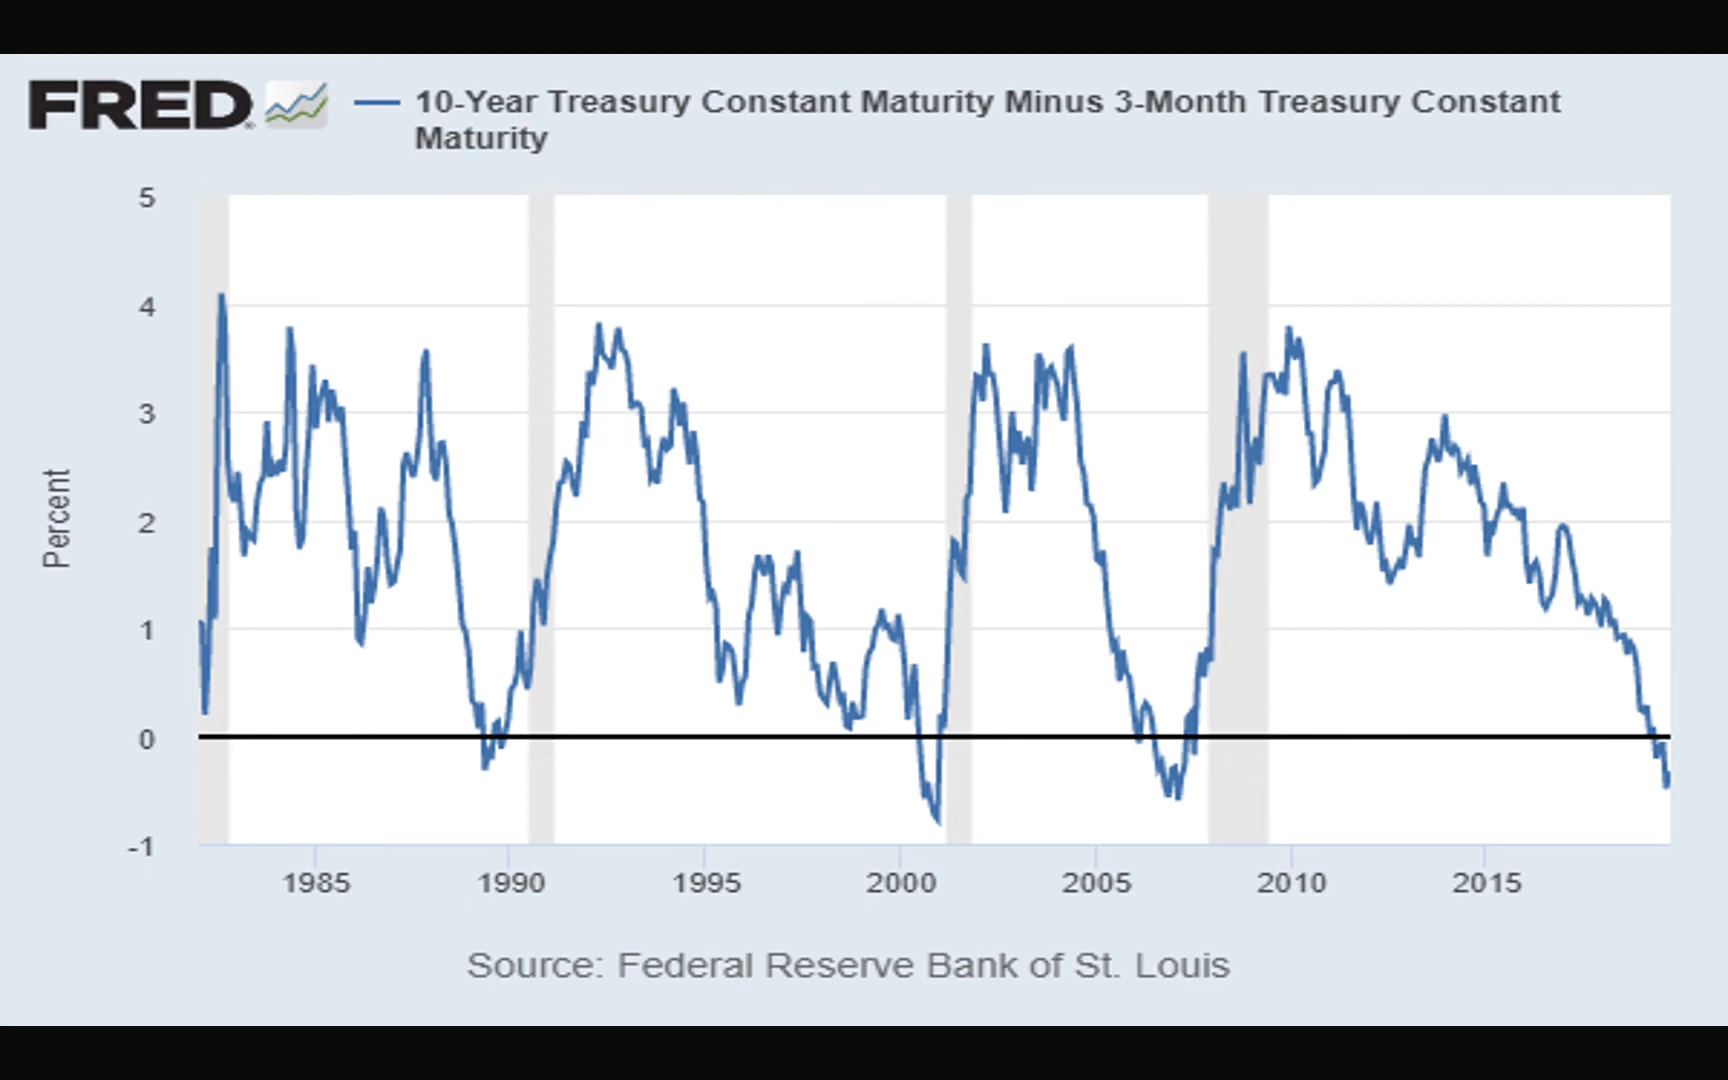 FRED
10-Year Treasury Constant Maturity Minus 3-Month Treasury Constant
Maturity
5
4
3
2
1
0
-1
Percent
1985 1990 1995 2000 2005 2010 2015
Source: Federal Reserve Bank of St. Louis